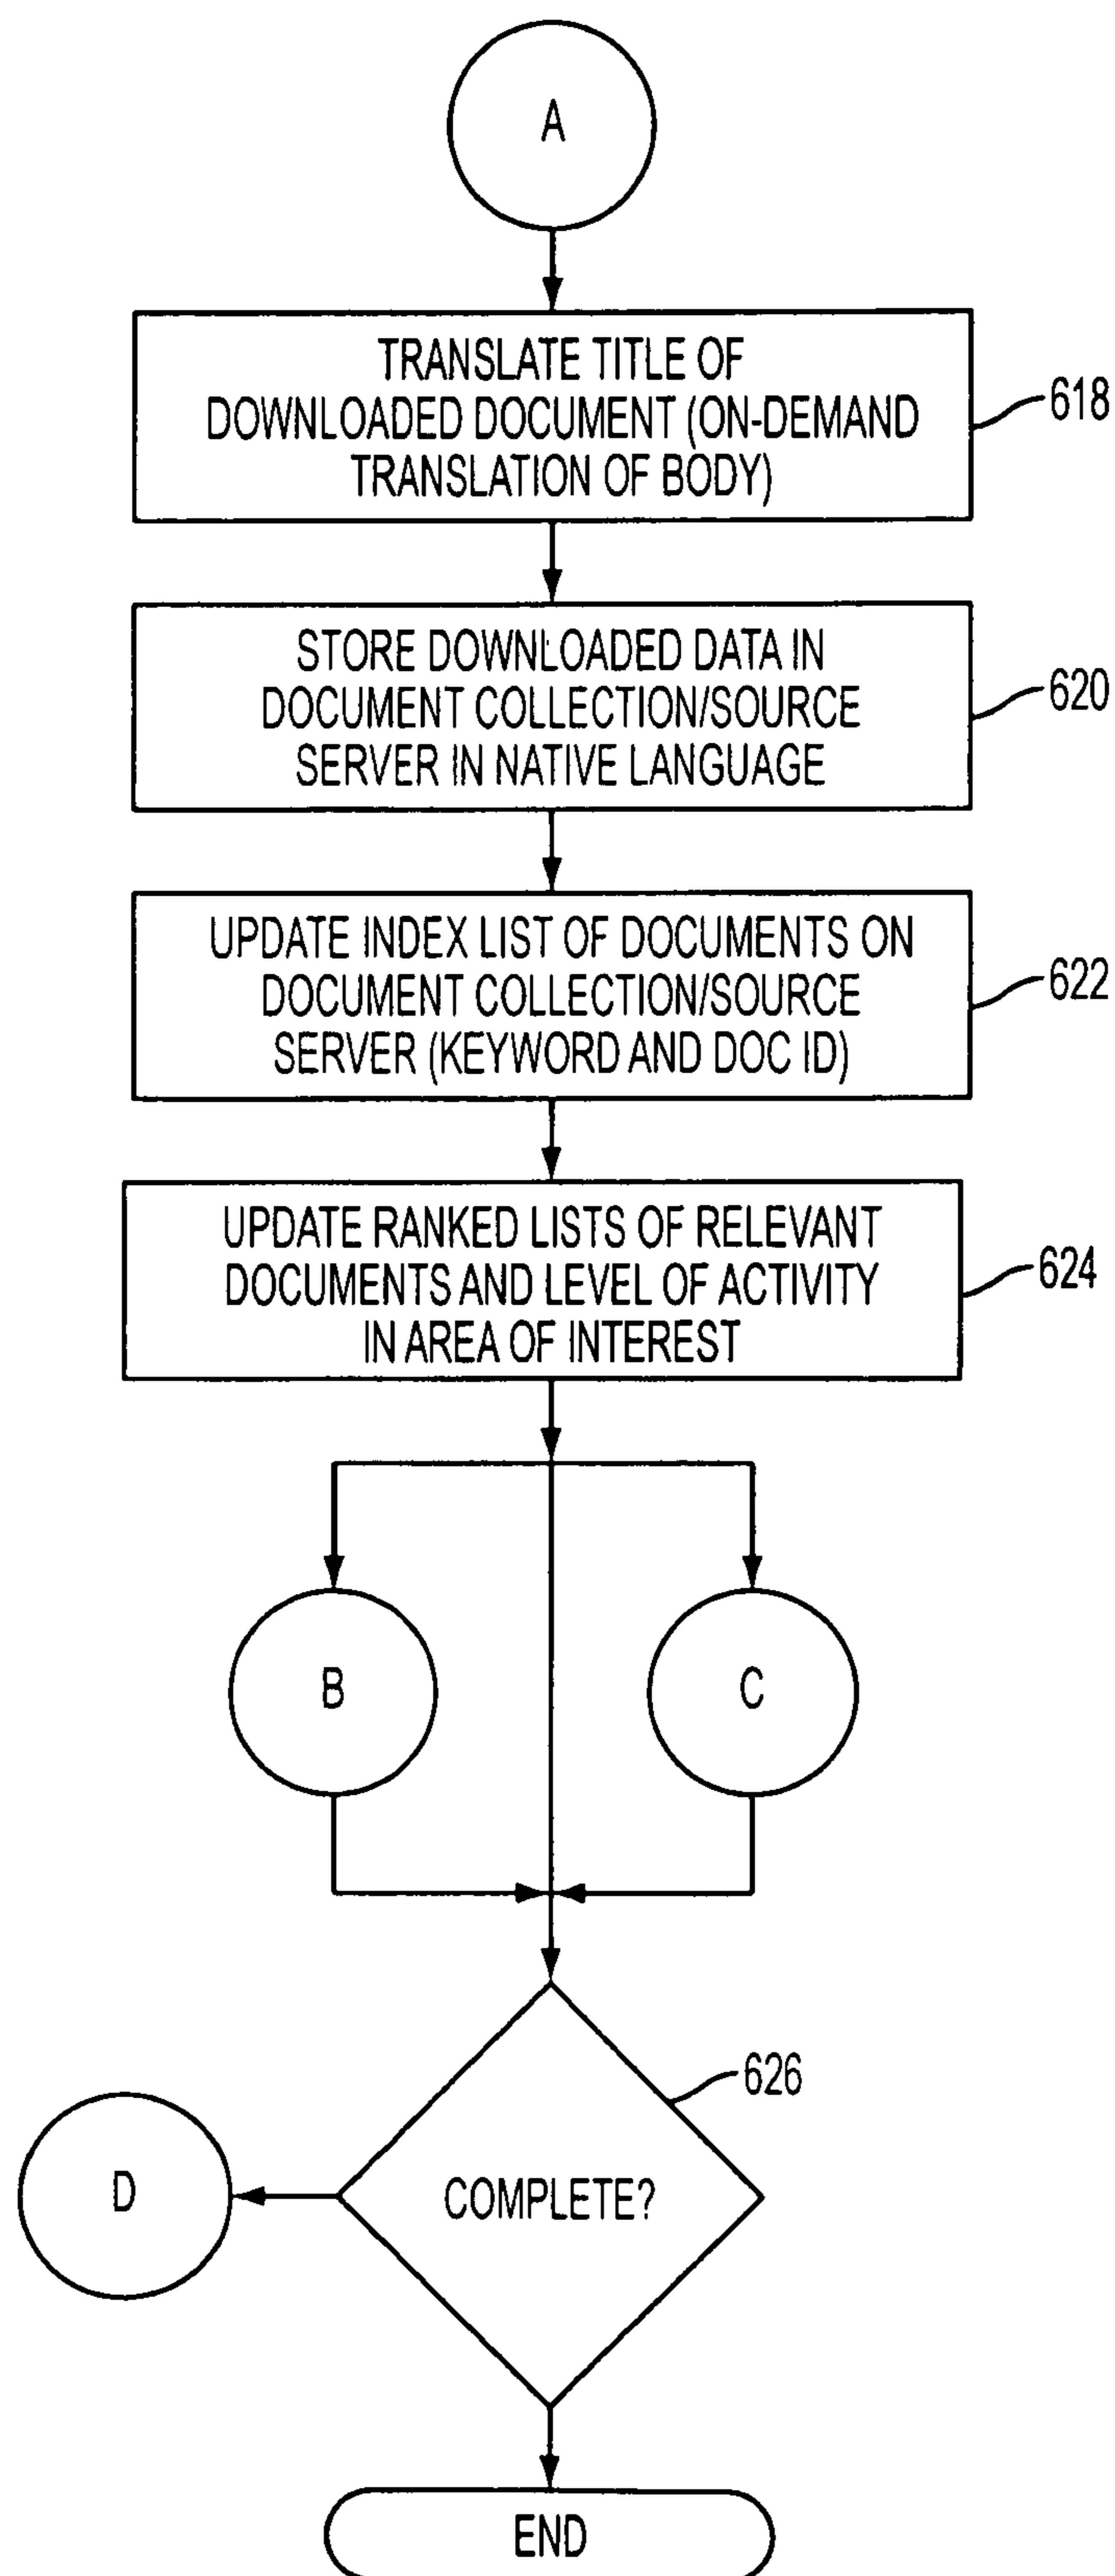 A
TRANSLATE TITLE OF
DOWNLOADED DOCUMENT (ON-DEMAND
TRANSLATION OF BODY)
618
STORE DOWNLOADED DATA IN
DOCUMENT COLLECTION/SOURCE
SERVER IN NATIVE LANGUAGE
620
UPDATE INDEX LIST OF DOCUMENTS ON
DOCUMENT COLLECTION/SOURCE
SERVER (KEYWORD AND DOC ID)
622
UPDATE RANKED LISTS OF RELEVANT
DOCUMENTS AND LEVEL OF ACTIVITY
IN AREA OF INTEREST
624
B
C
626
D
COMPLETE?
END